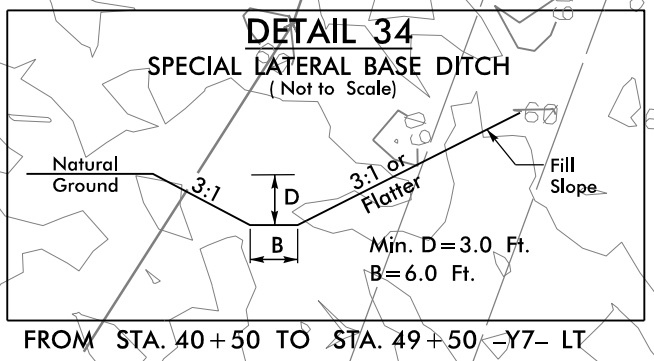 DETAIL 34
SPECIAL LATERAL BASE DITCH
( Not to Scale)
Natural
Ground
3:1
D
B
3:1 or
Flatter
Fill
Slope
Min. D=3.0 Ft.
B=6.0 Ft.
FROM STA. 40+50 TO STA. 49+50 -Y7- LT